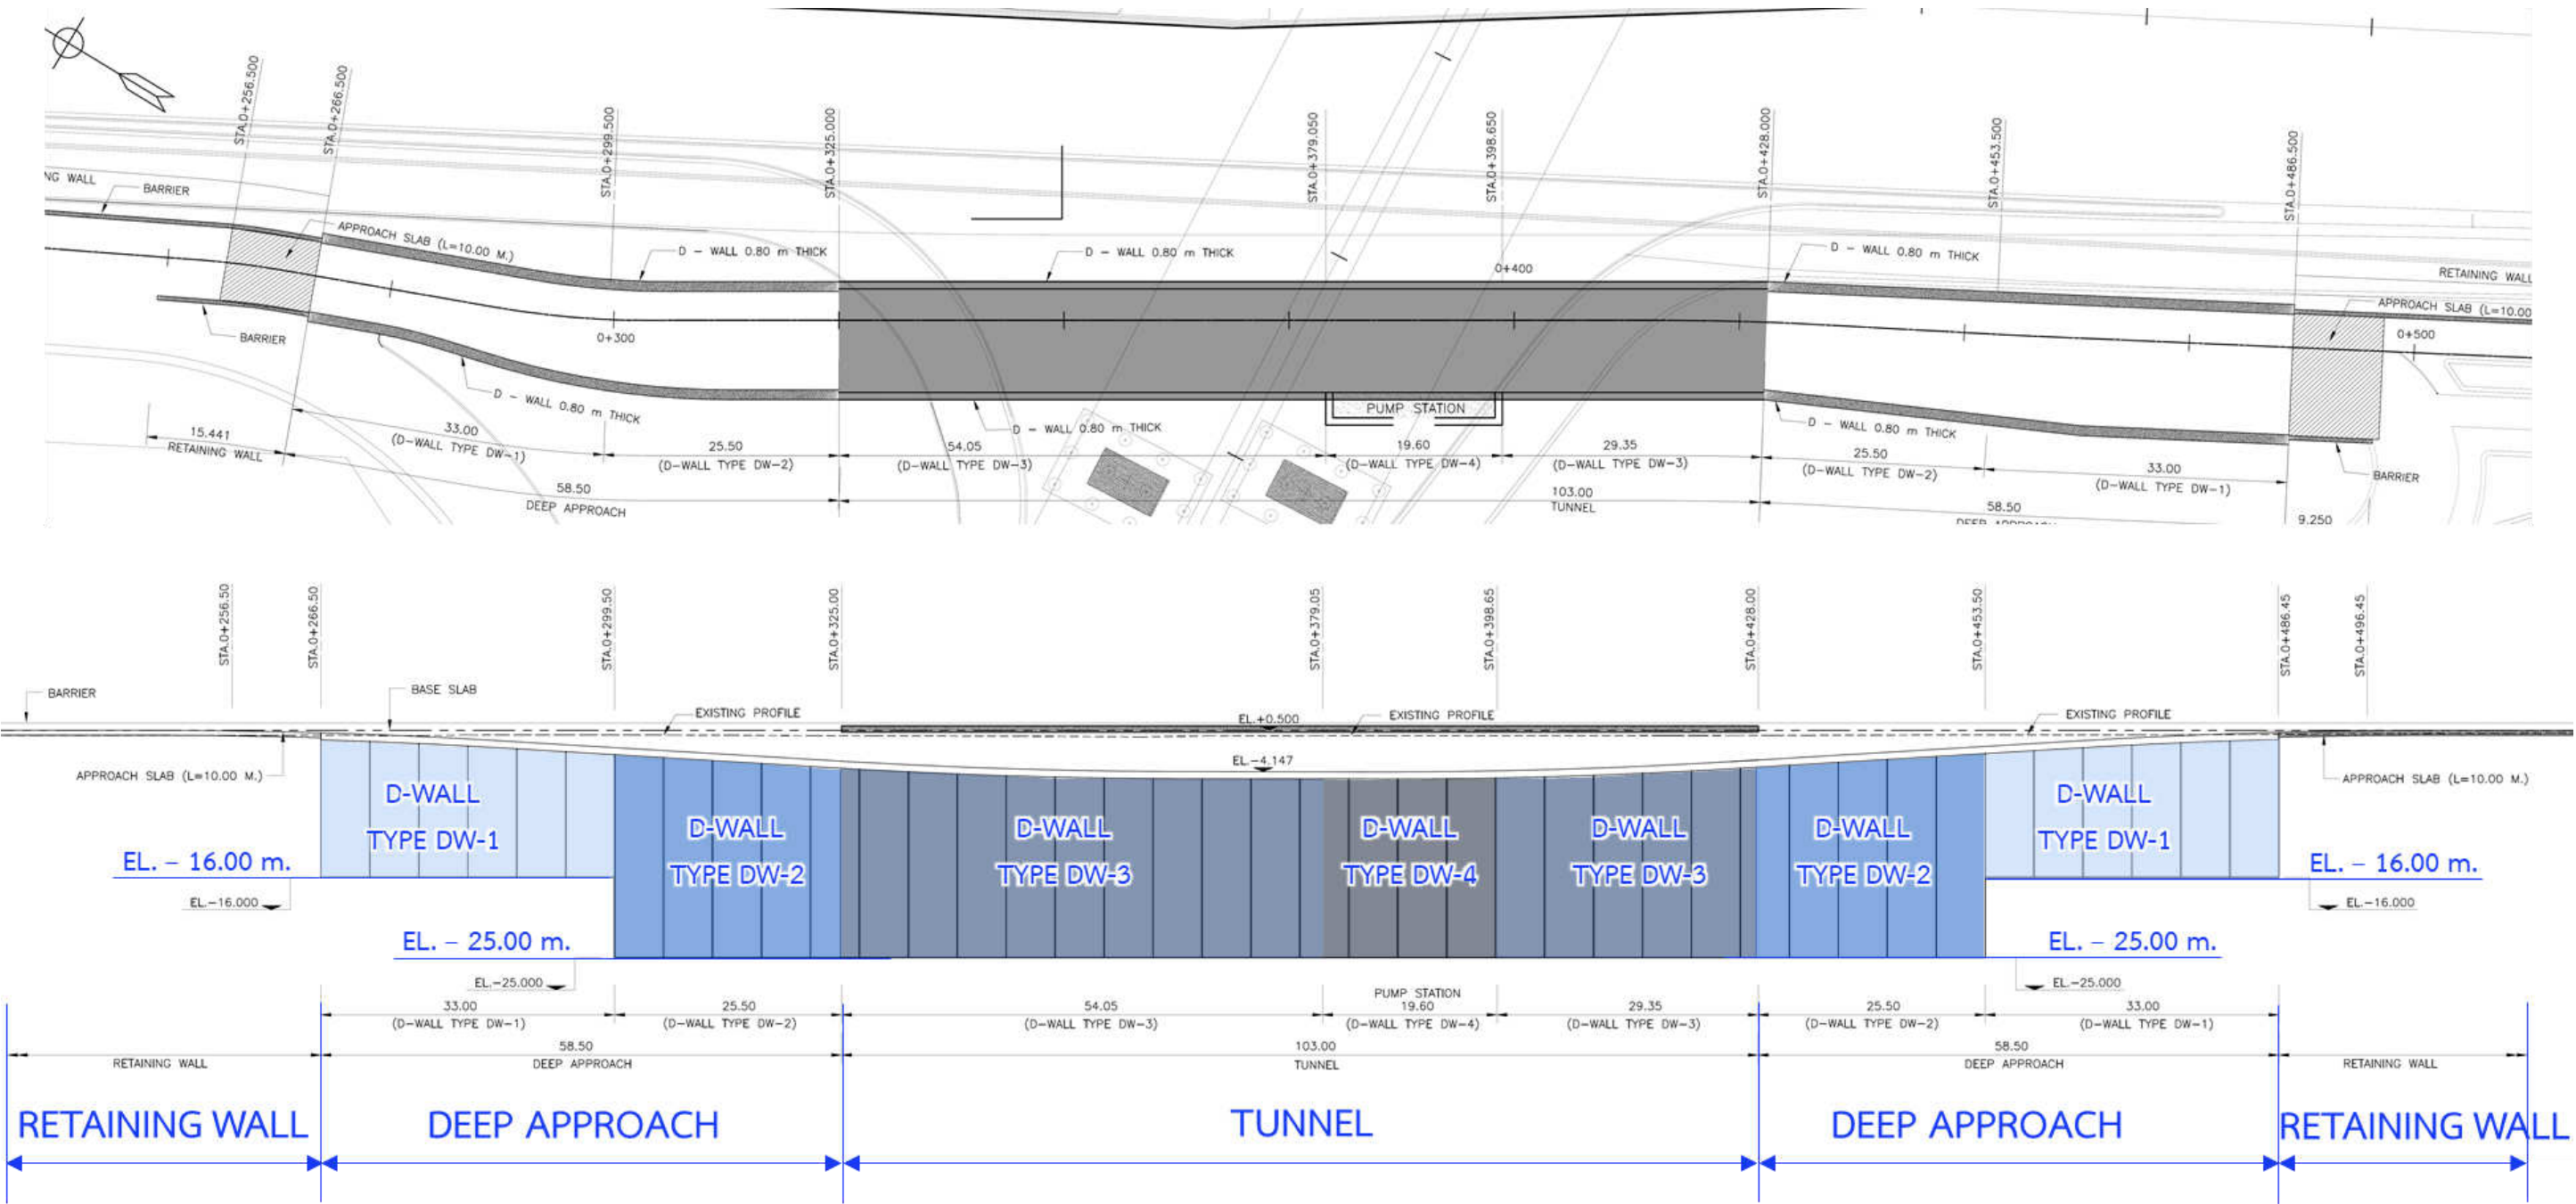 STA.0+256.500
STA.0+266.500
STA.0+299.500
STA.0+325.000
STA.0+379.050
STA.0+398.650
STA.0+428.000
STA.0+453.500
STA.0+486.500
NG WALL
BARRIER
APPROACH SLAB (L=10.00 M.)
D - WALL 0.80 m THICK
D - WALL 0.80 m THICK
0+400
D - WALL 0.80 m THICK
RETAINING WALL
APPROACH SLAB (L=10.00
BARRIER
0+300
0+500
D - WALL 0.80 m THICK
D - WALL 0.80 m THICK
PUMP STATION
D - WALL 0.80 m THICK
BARRIER
15.441
RETAINING WALL
33.00
(D-WALL TYPE DW-1)
25.50
(D-WALL TYPE DW-2)
54.05
(D-WALL TYPE DW-3)
19.60
(D-WALL TYPE DW-4)
29.35
(D-WALL TYPE DW-3)
25.50
(D-WALL TYPE DW-2)
33.00
(D-WALL TYPE DW-1)
58.50
DEEP APPROACH
103.00
TUNNEL
58.50
DEEP APPROACH
9.250
STA.0+256.50
STA.0+266.50
STA.0+299.50
STA.0+325.00
STA.0+379.05
STA.0+398.65
STA.0+428.00
STA.0+453.50
STA.0+486.45
STA.0+496.45
BARRIER
BASE SLAB
EXISTING PROFILE
EL.+0.500
EXISTING PROFILE
EXISTING PROFILE
APPROACH SLAB (L=10.00 M.)
EL.-4.147
APPROACH SLAB (L=10.00 M.)
D-WALL
TYPE DW-1
D-WALL
TYPE DW-2
D-WALL
TYPE DW-3
D-WALL
TYPE DW-4
D-WALL
TYPE DW-3
D-WALL
TYPE DW-2
D-WALL
TYPE DW-1
EL. – 16.00 m.
EL. – 16.00 m.
EL.-16.000
EL.-16.000
EL. – 25.00 m.
EL. – 25.00 m.
EL.-25.000
EL.-25.000
33.00
(D-WALL TYPE DW-1)
25.50
(D-WALL TYPE DW-2)
54.05
(D-WALL TYPE DW-3)
PUMP STATION
19.60
(D-WALL TYPE DW-4)
29.35
(D-WALL TYPE DW-3)
25.50
(D-WALL TYPE DW-2)
33.00
(D-WALL TYPE DW-1)
RETAINING WALL
58.50
DEEP APPROACH
103.00
TUNNEL
58.50
DEEP APPROACH
RETAINING WALL
RETAINING WALL
DEEP APPROACH
TUNNEL
DEEP APPROACH
RETAINING WALL